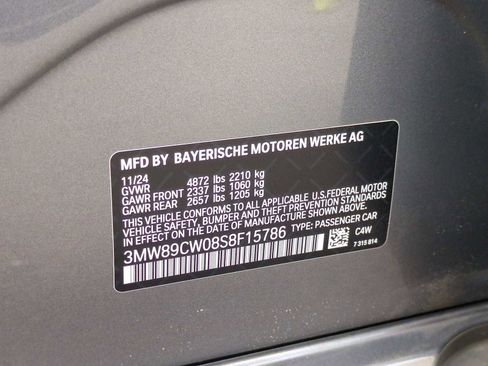 MFD BY BAYERISCHE MOTOREN WERKE AG
11/24
GVWR 4872 lbs 2210 kg
GAWR FRONT 2337 lbs 1060 kg
GAWR REAR 2657 lbs 1205 kg
THIS VEHICLE CONFORMS TO ALL APPLICABLE U.S.FEDERAL MOTOR
VEHICLE SAFETY, BUMPER AND THEFT PREVENTION STANDARDS
IN EFFECT ON THE DATE OF MANUFACTURE SHOWN ABOVE.
3MW89CW08S8F15786 TYPE: PASSENGER CAR
C4W
7 315 814